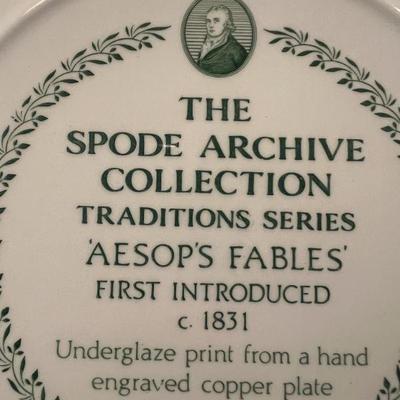 THE
SPODE ARCHIVE
COLLECTION
TRADITIONS SERIES
'AESOP'S FABLES'
FIRST INTRODUCED
c. 1831
Underglaze print from a hand
engraved copper plate